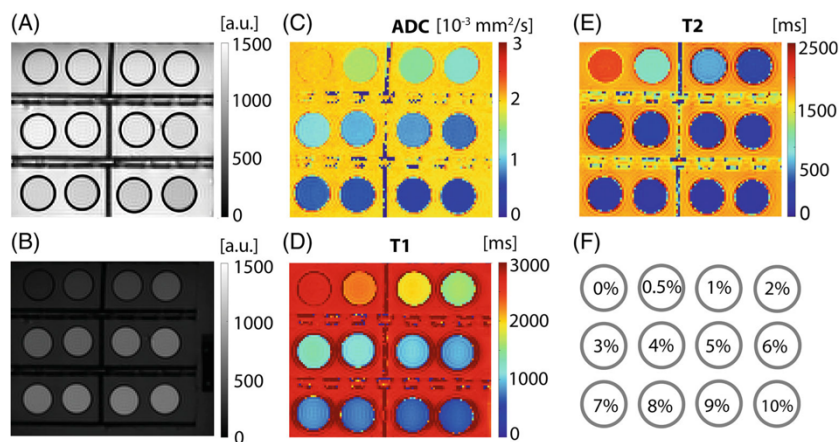 (A)
[a.u.]
1500
1000
500
0
(B)
[a.u.]
1500
1000
500
0
(C)
ADC [10⁻³ mm²/s]
3
2
1
0
(D)
T1
[ms]
3000
2000
1000
0
(E)
T2
[ms]
2500
1500
500
0
(F)
0% 0.5% 1% 2%
3% 4% 5% 6%
7% 8% 9% 10%